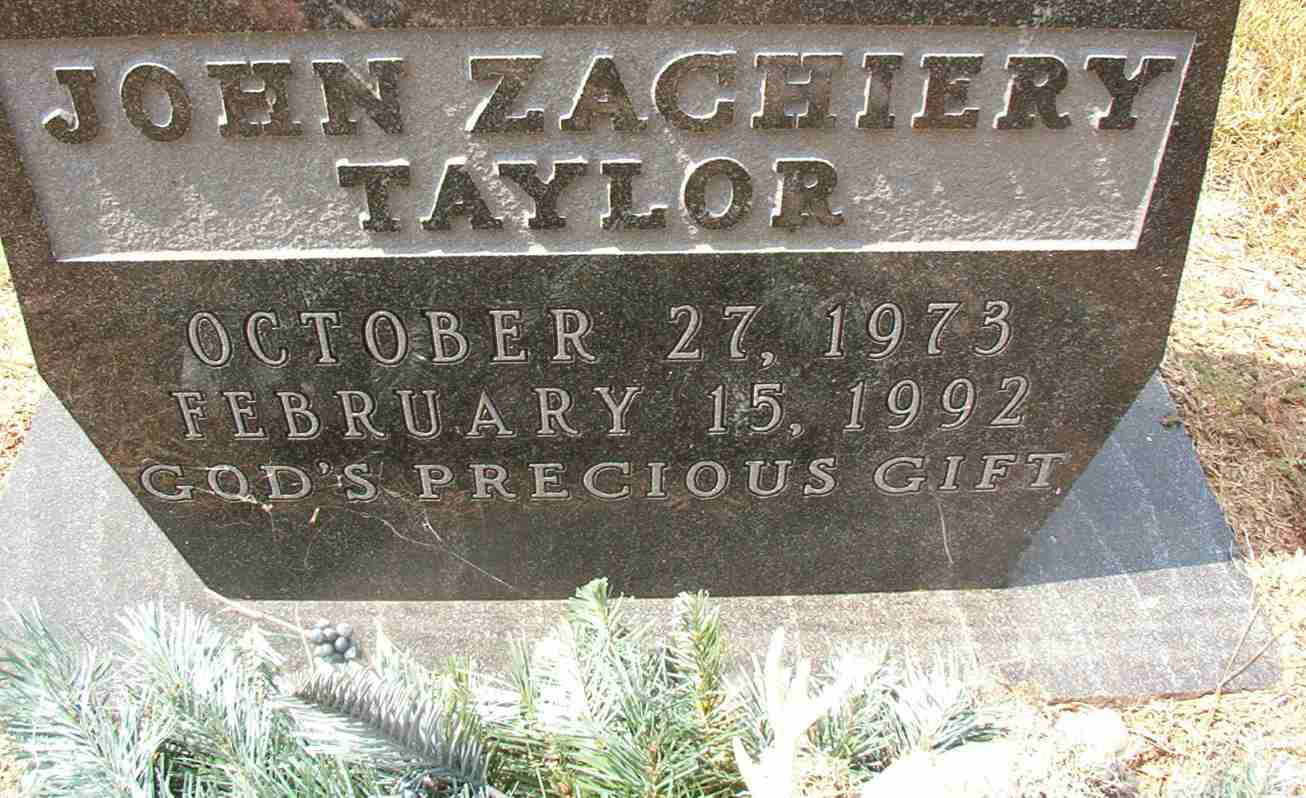 JOHN ZACHIERY
TAYLOR
OCTOBER 27, 1973
FEBRUARY 15, 1992
GOD'S PRECIOUS GIFT